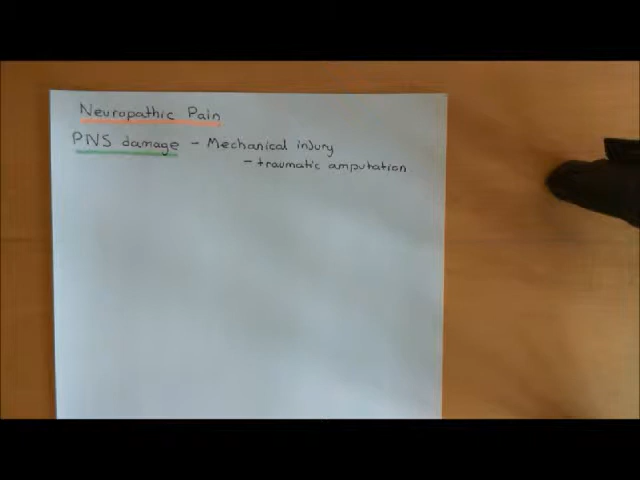 Neuropathic Pain
PNS damage - Mechanical injury
- traumatic amputation